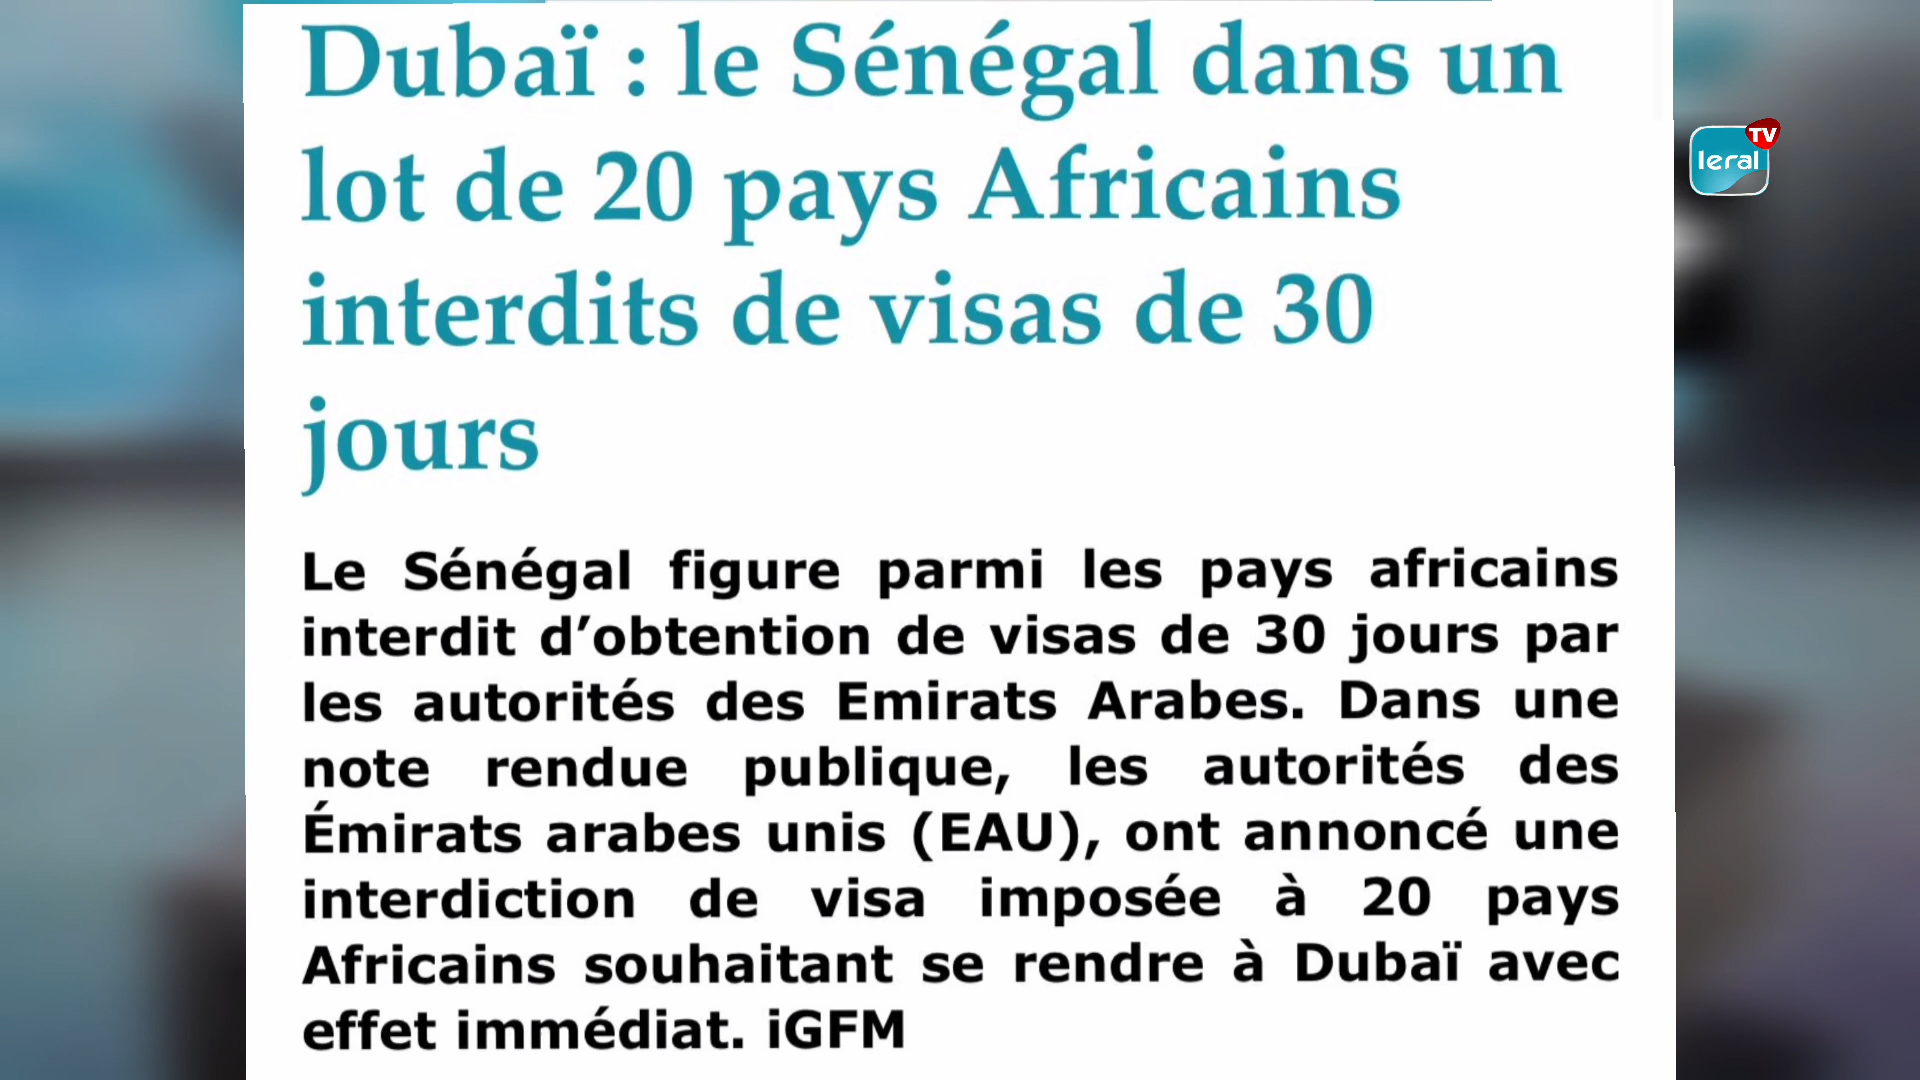 Dubaï : le Sénégal dans un
lot de 20 pays Africains
interdits de visas de 30
jours
TV
leral
Le Sénégal figure parmi les pays africains
interdit d’obtention de visas de 30 jours par
les autorités des Emirats Arabes. Dans une
note rendue publique, les autorités des
Émirats arabes unis (EAU), ont annoncé une
interdiction de visa imposée à 20 pays
Africains souhaitant se rendre à Dubaï avec
effet immédiat. iGFM